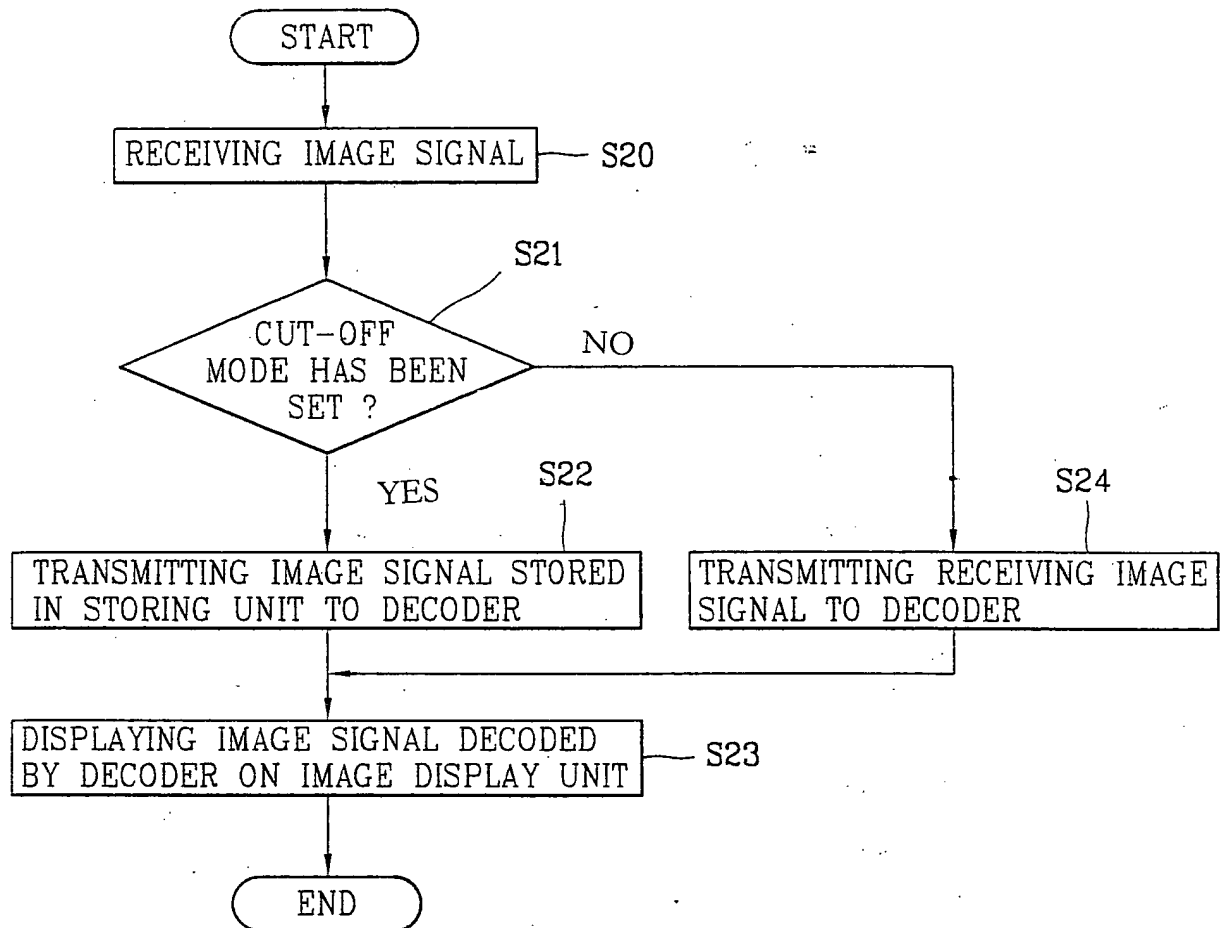 START
RECEIVING IMAGE SIGNAL
S20
S21
CUT-OFF
MODE HAS BEEN
SET ?
NO
YES
S22
S24
TRANSMITTING IMAGE SIGNAL STORED
IN STORING UNIT TO DECODER
TRANSMITTING RECEIVING IMAGE
SIGNAL TO DECODER
DISPLAYING IMAGE SIGNAL DECODED
BY DECODER ON IMAGE DISPLAY UNIT
S23
END